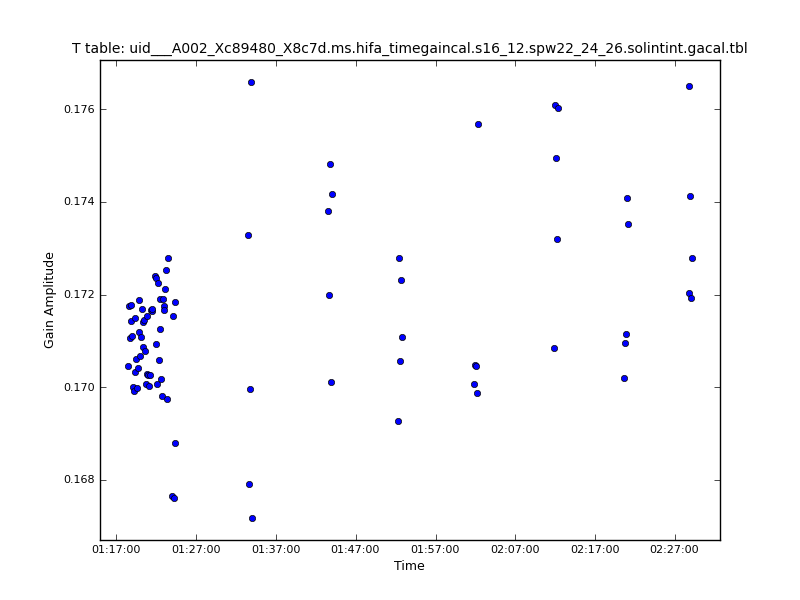 T table: uid___A002_Xc89480_X8c7d.ms.hifa_timegaincal.s16_12.spw22_24_26.solintint.gacal.tbl
0.176
0.174
0.172
0.170
0.168
Gain Amplitude
01:17:00 01:27:00 01:37:00 01:47:00 01:57:00 02:07:00 02:17:00 02:27:00
Time